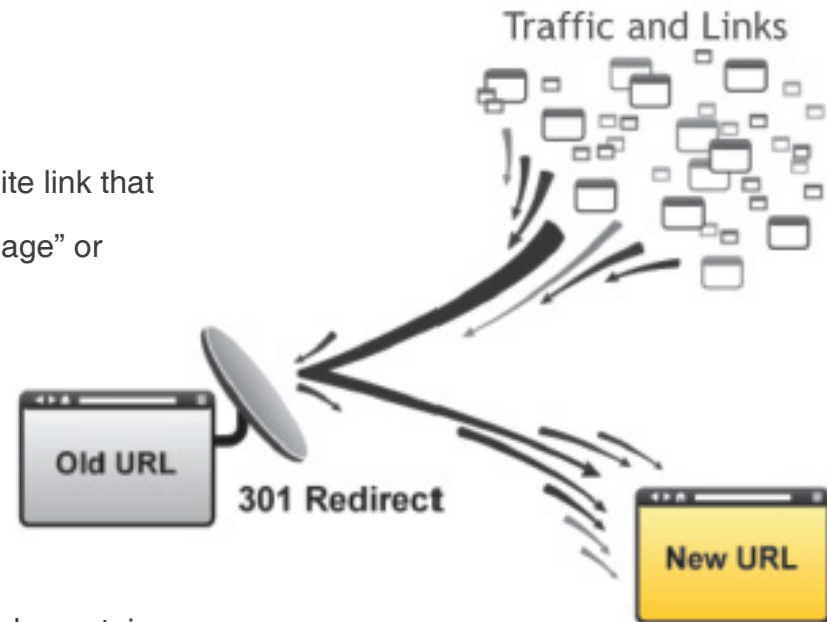 Traffic and Links
ite link that
age” or
Old URL
301 Redirect
New URL